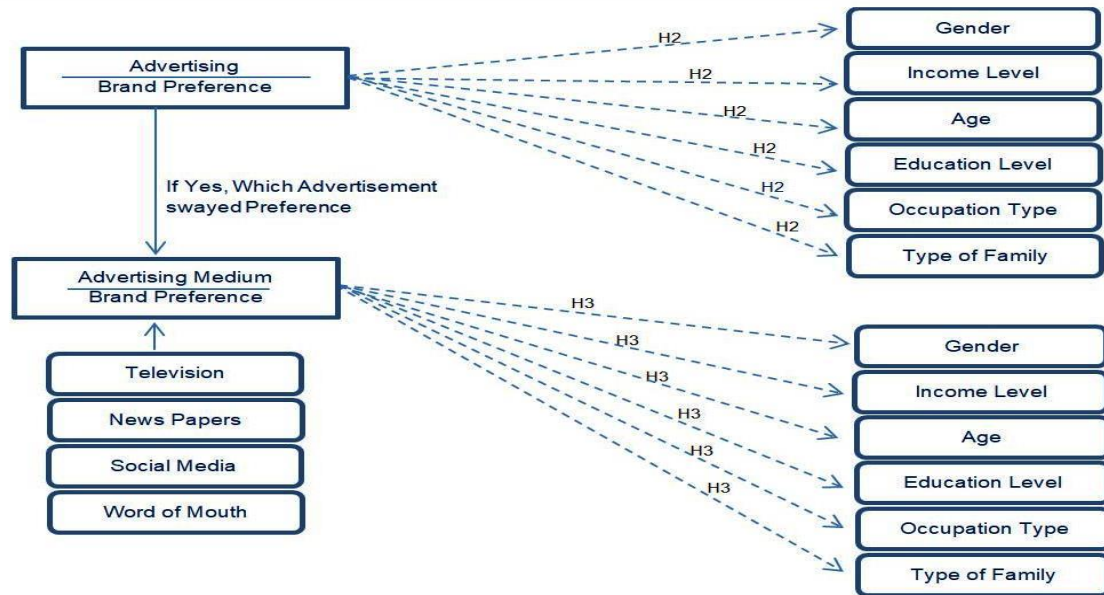 Advertising
Brand Preference
If Yes, Which Advertisement
swayed Preference
Advertising Medium
Brand Preference
Television
News Papers
Social Media
Word of Mouth
H2
H2
H2
H2
H2
H2
Gender
Income Level
Age
Education Level
Occupation Type
Type of Family
H3
H3
H3
H3
H3
H3
Gender
Income Level
Age
Education Level
Occupation Type
Type of Family